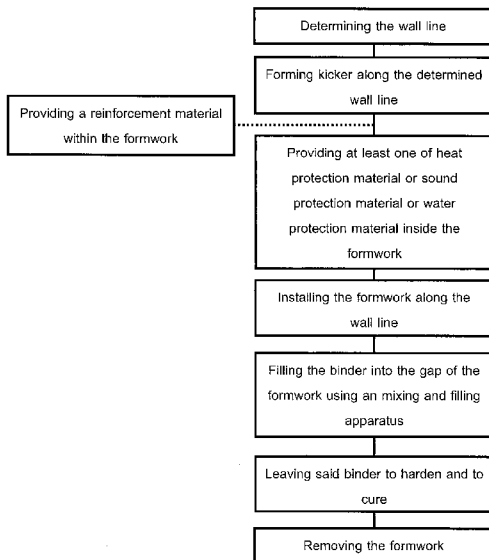 Determining the wall line
Forming kicker along the determined
wall line
Providing a reinforcement material
within the formwork
Providing at least one of heat
protection material or sound
protection material or water
protection material inside the
formwork
Installing the formwork along the
wall line
Filling the binder into the gap of the
formwork using an mixing and filling
apparatus
Leaving said binder to harden and to
cure
Removing the formwork